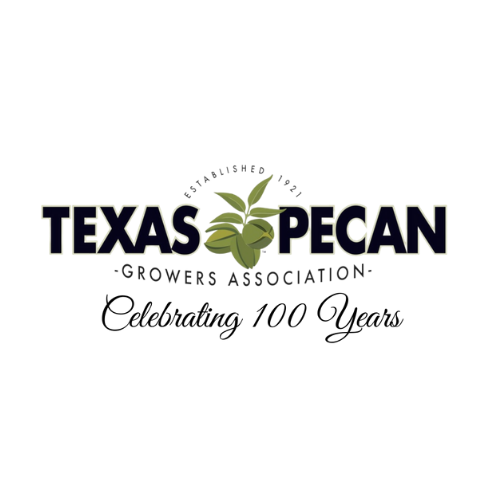 ESTABLISHED 1921
TEXAS PECAN
-GROWERS ASSOCIATION-
Celebrating 100 Years